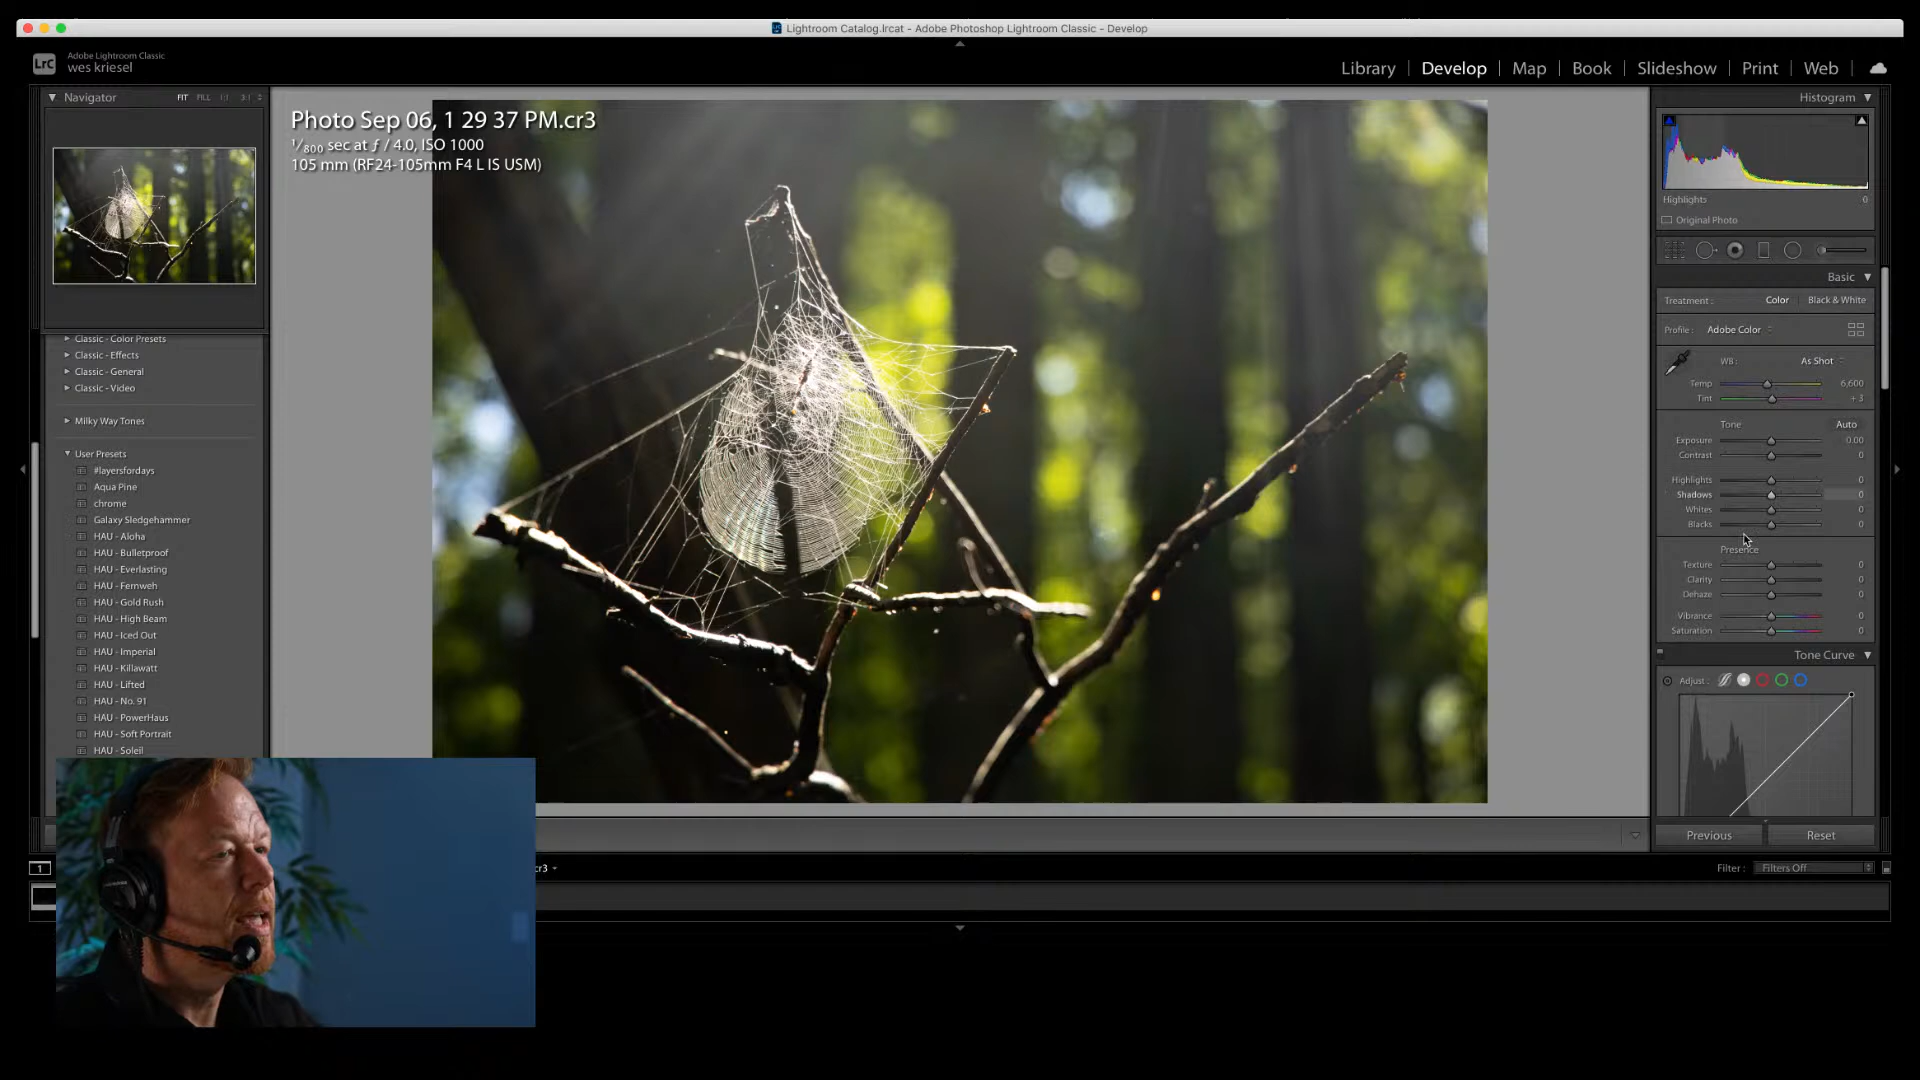 Lightroom Catalog.lrcat - Adobe Photoshop Lightroom Classic - Develop
LrC
Adobe Lightroom Classic
wes kriesel
Library | Develop | Map | Book | Slideshow | Print | Web
Navigator FIT FILL 1:1 3:1
Photo Sep 06, 1 29 37 PM.cr3
1/800 sec at ƒ / 4.0, ISO 1000
105 mm (RF24-105mm F4 L IS USM)
Classic - Color Presets
Classic - Effects
Classic - General
Classic - Video
Milky Way Tones
User Presets
#layersfordays
Aqua Pine
chrome
Galaxy Sledgehammer
HAU - Aloha
HAU - Bulletproof
HAU - Everlasting
HAU - Fernweh
HAU - Gold Rush
HAU - High Beam
HAU - Iced Out
HAU - Imperial
HAU - Killawatt
HAU - Lifted
HAU - No. 91
HAU - PowerHaus
HAU - Soft Portrait
HAU - Soleil
Histogram
Highlights 0
Original Photo
Basic
Treatment : Color Black & White
Profile : Adobe Color
WB : As Shot
Temp 6,600
Tint + 3
Tone Auto
Exposure 0.00
Contrast 0
Highlights 0
Shadows 0
Whites 0
Blacks 0
Presence
Texture 0
Clarity 0
Dehaze 0
Vibrance 0
Saturation 0
Tone Curve
Adjust :
Previous Reset
1
cr3
Filter : Filters Off